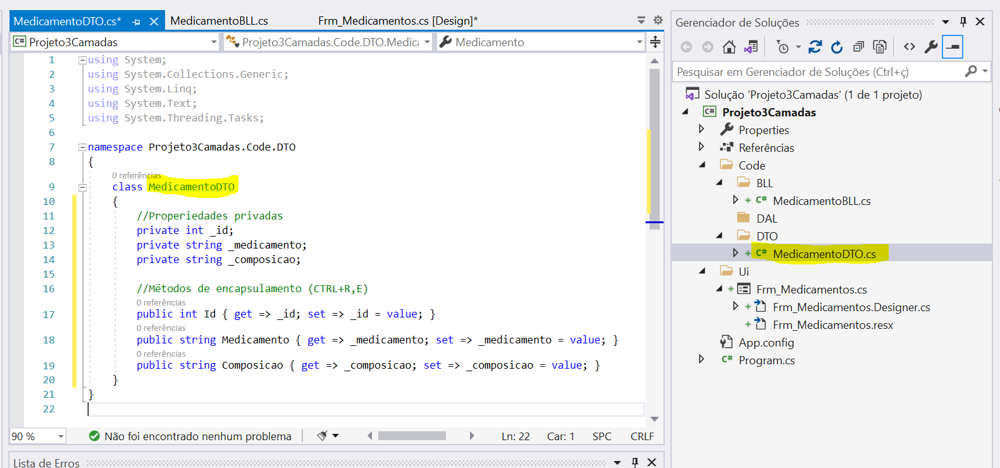 MedicamentoDTO.cs*
MedicamentoBLL.cs
Frm_Medicamentos.cs [Design]*
C# Projeto3Camadas
Projeto3Camadas.Code.DTO.Medica
Medicamento
1 using System;
2 using System.Collections.Generic;
3 using System.Linq;
4 using System.Text;
5 using System.Threading.Tasks;
6
7 namespace Projeto3Camadas.Code.DTO
8 {
0 referências
9 class MedicamentoDTO
10 {
11 //Properiedades privadas
12 private int _id;
13 private string _medicamento;
14 private string _composicao;
15
16 //Métodos de encapsulamento (CTRL+R,E)
0 referências
17 public int Id { get => _id; set => _id = value; }
0 referências
18 public string Medicamento { get => _medicamento; set => _medicamento = value; }
0 referências
19 public string Composicao { get => _composicao; set => _composicao = value; }
20 }
21 }
22
90 %
Não foi encontrado nenhum problema
Ln: 22
Car: 1
SPC
CRLF
Lista de Erros
Gerenciador de Soluções
Pesquisar em Gerenciador de Soluções (Ctrl+ç)
Solução 'Projeto3Camadas' (1 de 1 projeto)
C# Projeto3Camadas
Properties
Referências
Code
BLL
C# MedicamentoBLL.cs
DAL
DTO
C# MedicamentoDTO.cs
Ui
Frm_Medicamentos.cs
Frm_Medicamentos.Designer.cs
Frm_Medicamentos.resx
App.config
C# Program.cs